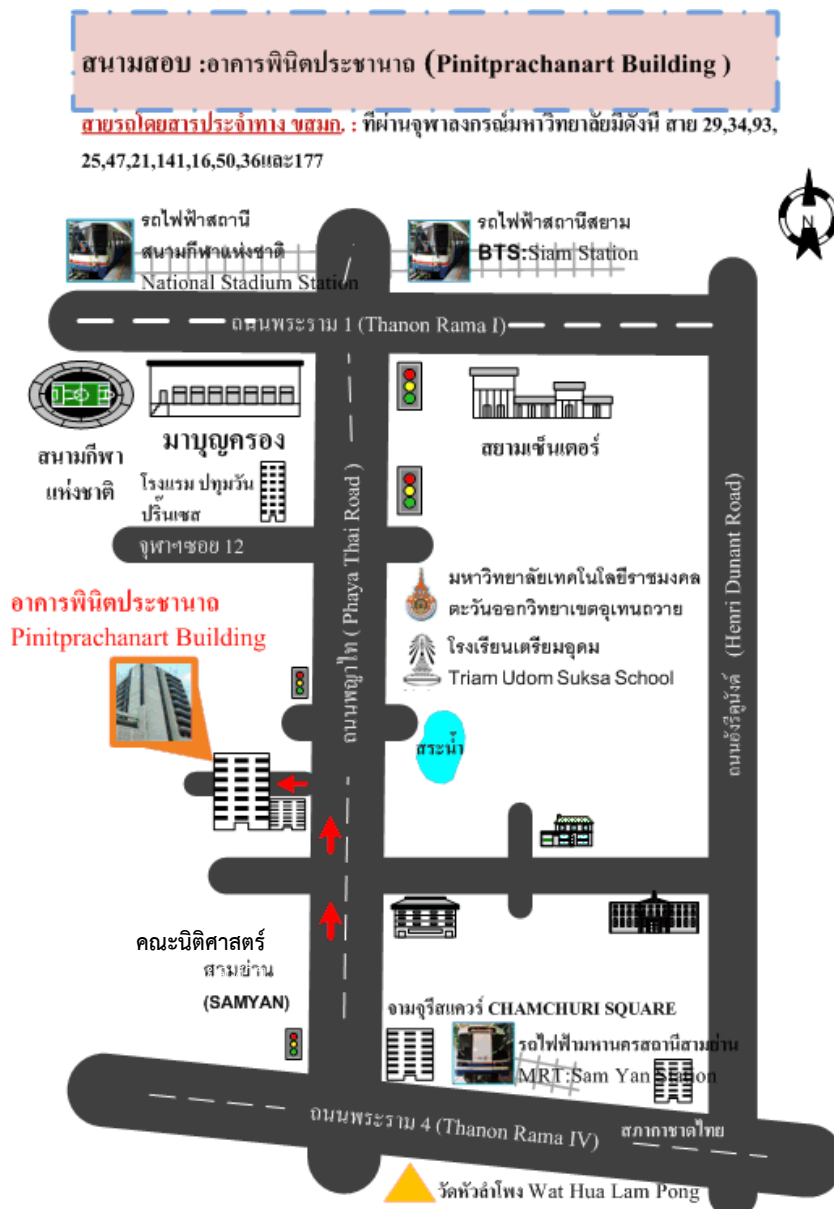 สนามสอบ :อาคารพินิตประชานาถ (Pinitprachanart Building )
สายรถโดยสารประจำทาง ขสมก. : ที่ผ่านจุฬาลงกรณ์มหาวิทยาลัยมีดังนี้ สาย 29,34,93,
25,47,21,141,16,50,36และ177
รถไฟฟ้าสถานี
สนามกีฬาแห่งชาติ
National Stadium Station
รถไฟฟ้าสถานีสยาม
BTS:Siam Station
N
ถนนพระราม 1 (Thanon Rama I)
สนามกีฬา
แห่งชาติ
มาบุญครอง
โรงแรม ปทุมวัน
ปริ๊นเซส
สยามเซ็นเตอร์
จุฬาฯซอย 12
ถนนพญาไท ( Phaya Thai Road )
ถนนอังรีดูนังต์ (Henri Dunant Road)
มหาวิทยาลัยเทคโนโลยีราชมงคล
ตะวันออกวิทยาเขตอุเทนถวาย
โรงเรียนเตรียมอุดม
Triam Udom Suksa School
อาคารพินิตประชานาถ
Pinitprachanart Building
สระน้ำ
คณะนิติศาสตร์
สามย่าน
(SAMYAN)
จามจุรีสแควร์ CHAMCHURI SQUARE
รถไฟฟ้ามหานครสถานีสามย่าน
MRT:Sam Yan Station
ถนนพระราม 4 (Thanon Rama IV)
สภากาชาดไทย
วัดหัวลำโพง Wat Hua Lam Pong